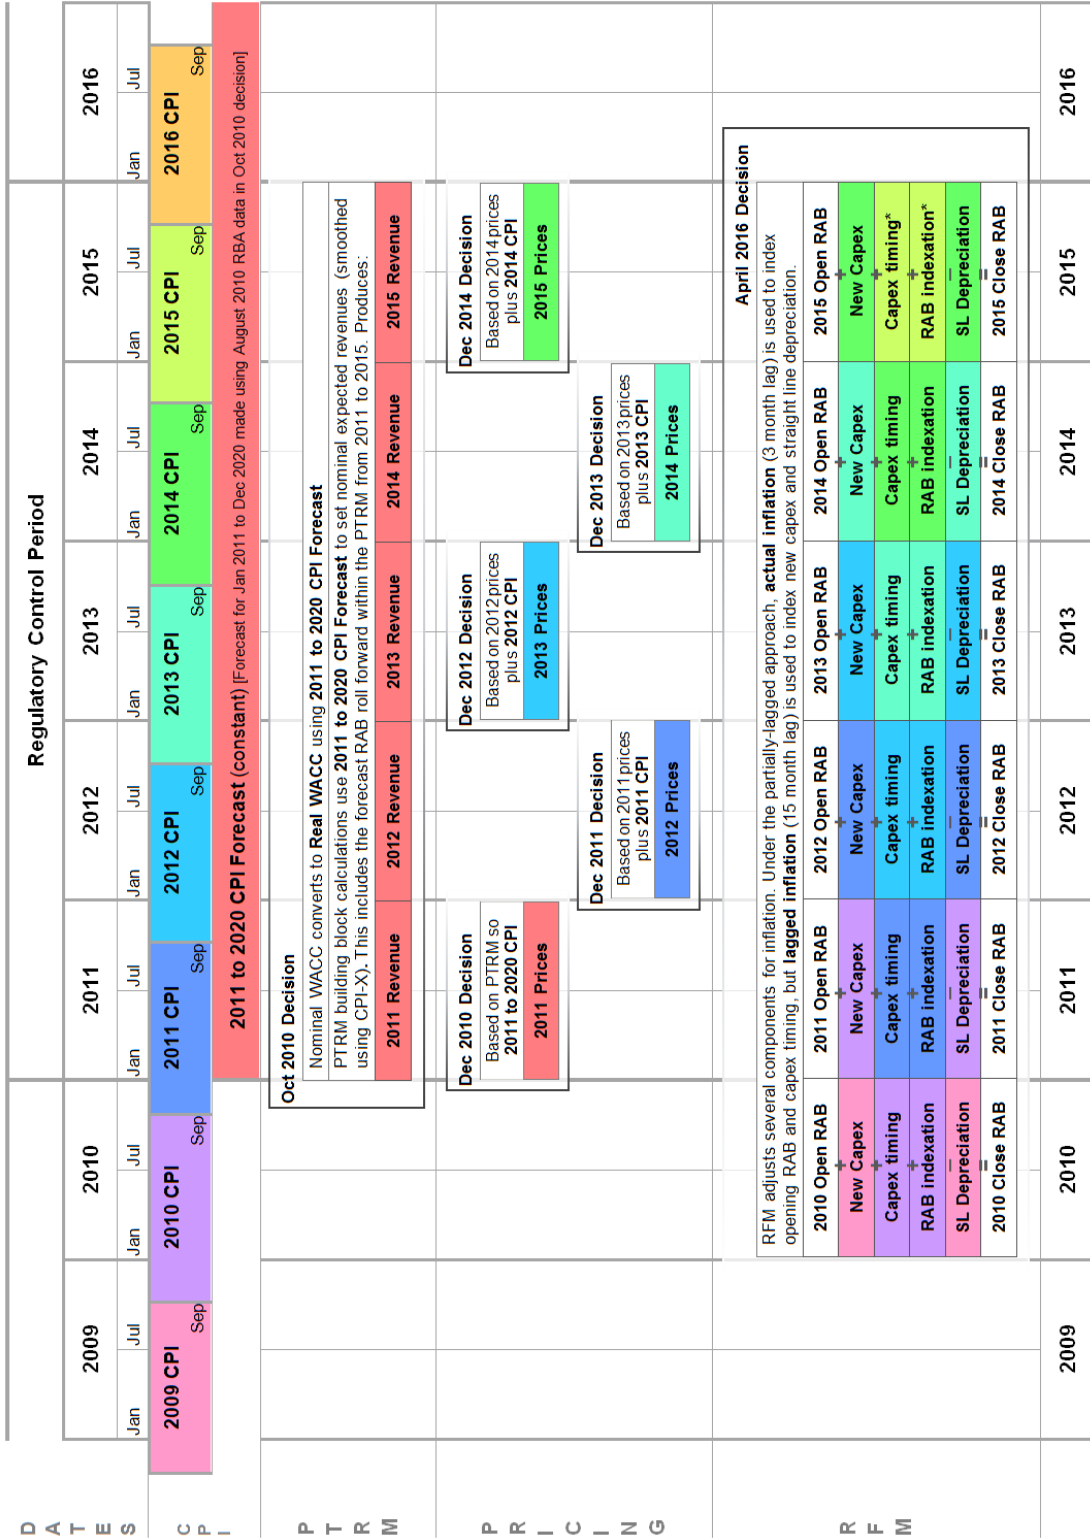 Regulatory Control Period
DATES
2009 2010 2011 2012 2013 2014 2015 2016
Jan Jul Jan Jul Jan Jul Jan Jul Jan Jul Jan Jul Jan Jul Jan Jul
CPI
2009 CPI Sep 2010 CPI Sep 2011 CPI Sep 2012 CPI Sep 2013 CPI Sep 2014 CPI Sep 2015 CPI Sep 2016 CPI Sep
2011 to 2020 CPI Forecast (constant) [Forecast for Jan 2011 to Dec 2020 made using August 2010 RBA data in Oct 2010 decision]
PTRM
Oct 2010 Decision
Nominal WACC converts to Real WACC using 2011 to 2020 CPI Forecast
PTRM building block calculations use 2011 to 2020 CPI Forecast to set nominal expected revenues (smoothed
using CPI-X). This includes the forecast RAB roll forward within the PTRM from 2011 to 2015. Produces:
2011 Revenue 2012 Revenue 2013 Revenue 2014 Revenue 2015 Revenue
PRICING
Dec 2010 Decision
Based on PTRM so
2011 to 2020 CPI
2011 Prices
Dec 2011 Decision
Based on 2011 prices
plus 2011 CPI
2012 Prices
Dec 2012 Decision
Based on 2012 prices
plus 2012 CPI
2013 Prices
Dec 2013 Decision
Based on 2013 prices
plus 2013 CPI
2014 Prices
Dec 2014 Decision
Based on 2014 prices
plus 2014 CPI
2015 Prices
RFM
April 2016 Decision
RFM adjusts several components for inflation. Under the partially-lagged approach, actual inflation (3 month lag) is used to index
opening RAB and capex timing, but lagged inflation (15 month lag) is used to index new capex and straight line depreciation.
2010 Open RAB 2011 Open RAB 2012 Open RAB 2013 Open RAB 2014 Open RAB 2015 Open RAB
+ + + + + +
New Capex New Capex New Capex New Capex New Capex New Capex
+ + + + + +
Capex timing Capex timing Capex timing Capex timing Capex timing Capex timing*
+ + + + + +
RAB indexation RAB indexation RAB indexation RAB indexation RAB indexation RAB indexation*
– – – – – –
SL Depreciation SL Depreciation SL Depreciation SL Depreciation SL Depreciation SL Depreciation
= = = = = =
2010 Close RAB 2011 Close RAB 2012 Close RAB 2013 Close RAB 2014 Close RAB 2015 Close RAB
2009 2010 2011 2012 2013 2014 2015 2016